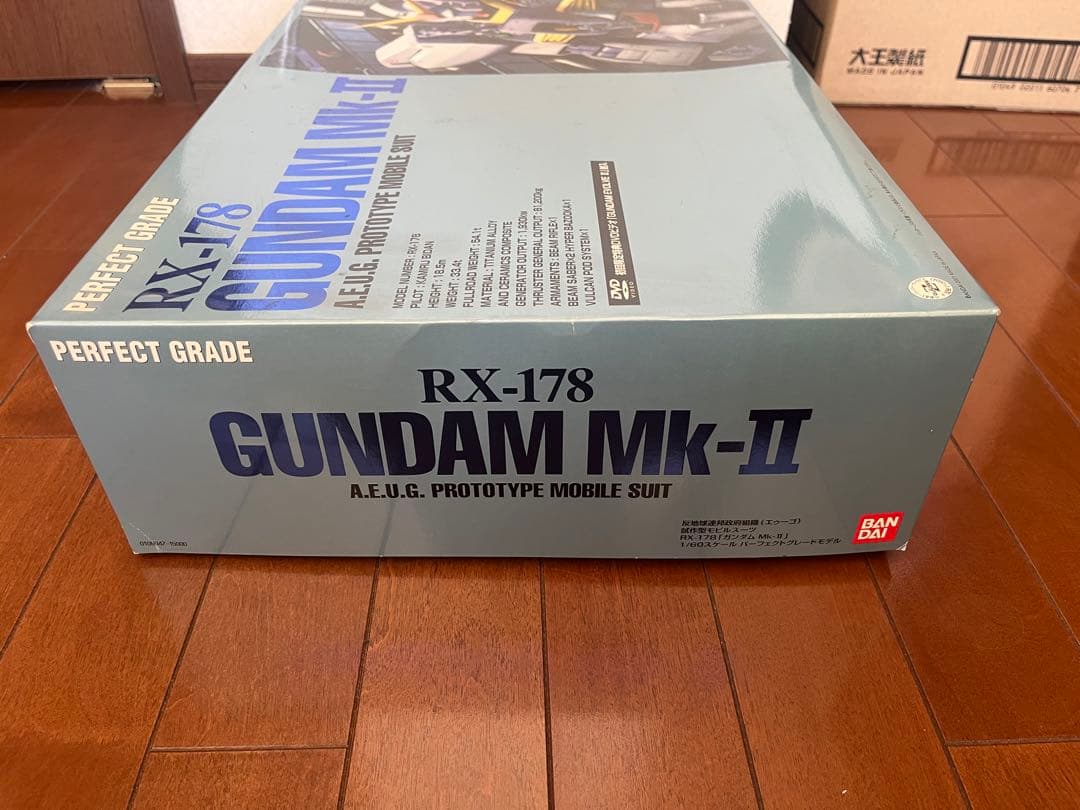 PERFECT GRADE
RX-178
GUNDAM Mk-II
A.E.U.G. PROTOTYPE MOBILE SUIT
MODEL NUMBER : RX-178
PILOT : KAMIRU BIDAN
HEIGHT : 18.5m
WEIGHT : 33.4t
FULLROAD WEIGHT : 54.1t
MATERIAL : TITANIUM ALLOY
AND CERAMICS COMPOSITE
GENERATOR OUTPUT : 1,930kw
THRUSTER GENERAL OUTPUT : 81,200kg
ARMAMENTS : BEAM RIFLE×1
BEAM SABER×2 HYPER BAZOOKA×1
VULCAN POD SYSTEM×1
DVD
VIDEO
PERFECT GRADE
RX-178
GUNDAM Mk-II
A.E.U.G. PROTOTYPE MOBILE SUIT
反地球連邦政府組織(エゥーゴ)
試作型モビルスーツ
RX-178「ガンダム Mk-II」
1/60スケール パーフェクトグレードモデル
BAN
DAI
0106147-15000
大王製紙
MADE IN JAPAN